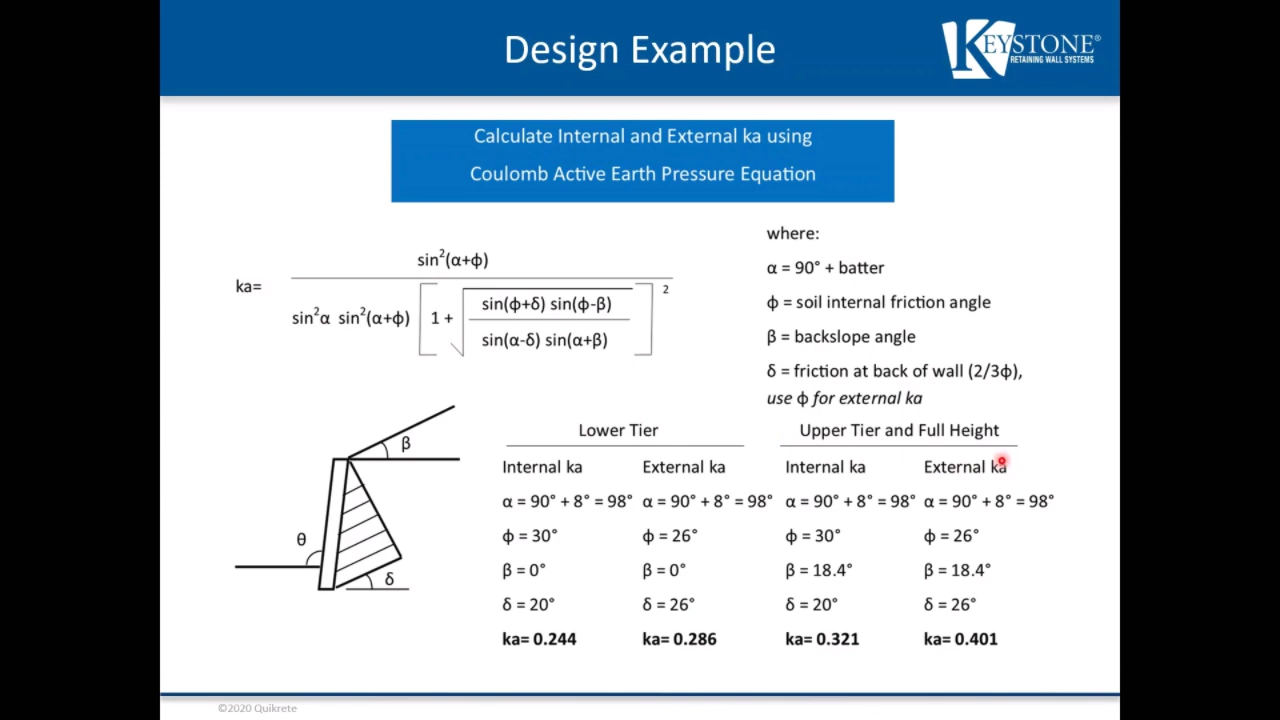 Design Example
KEYSTONE®
RETAINING WALL SYSTEMS
Calculate Internal and External ka using
Coulomb Active Earth Pressure Equation
ka=
sin²(α+ϕ)
sin²α sin²(α+ϕ)
1 +
sin(ϕ+δ) sin(ϕ-β)
sin(α-δ) sin(α+β)
2
where:
α = 90° + batter
ϕ = soil internal friction angle
β = backslope angle
δ = friction at back of wall (2/3ϕ),
use ϕ for external ka
β
θ
δ
Lower Tier
Internal ka
α = 90° + 8° = 98°
ϕ = 30°
β = 0°
δ = 20°
ka= 0.244
External ka
α = 90° + 8° = 98°
ϕ = 26°
β = 0°
δ = 26°
ka= 0.286
Upper Tier and Full Height
Internal ka
α = 90° + 8° = 98°
ϕ = 30°
β = 18.4°
δ = 20°
ka= 0.321
External ka
α = 90° + 8° = 98°
ϕ = 26°
β = 18.4°
δ = 26°
ka= 0.401
©2020 Quikrete